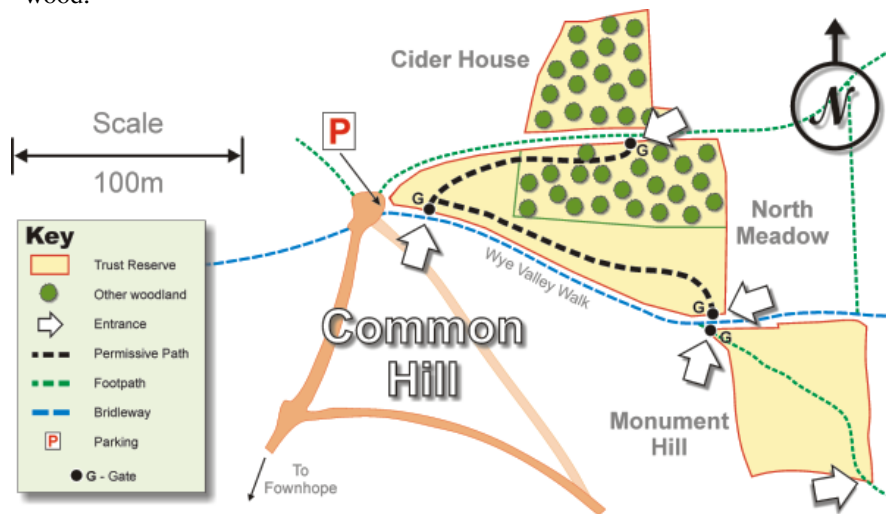 wood.
Cider House
Scale
100m
P
N
G
G
North
Meadow
Wye Valley Walk
G
G
Common
Hill
Monument
Hill
To
Fownhope
Key
Trust Reserve
Other woodland
Entrance
Permissive Path
Footpath
Bridleway
P Parking
G - Gate